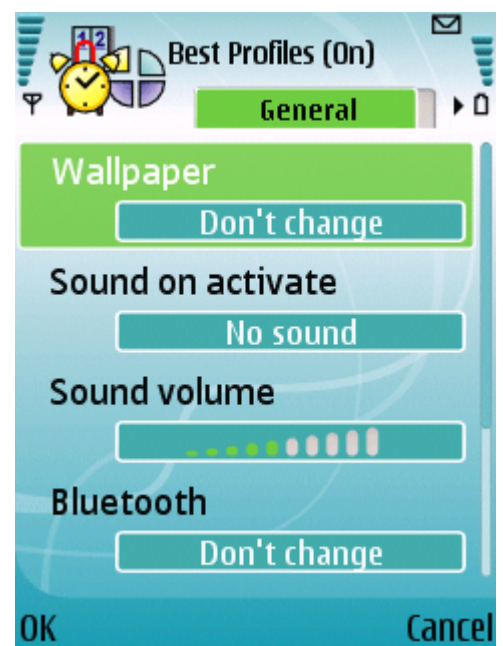 12
Best Profiles (On)
General
Wallpaper
Don't change
Sound on activate
No sound
Sound volume
Bluetooth
Don't change
OK
Cancel